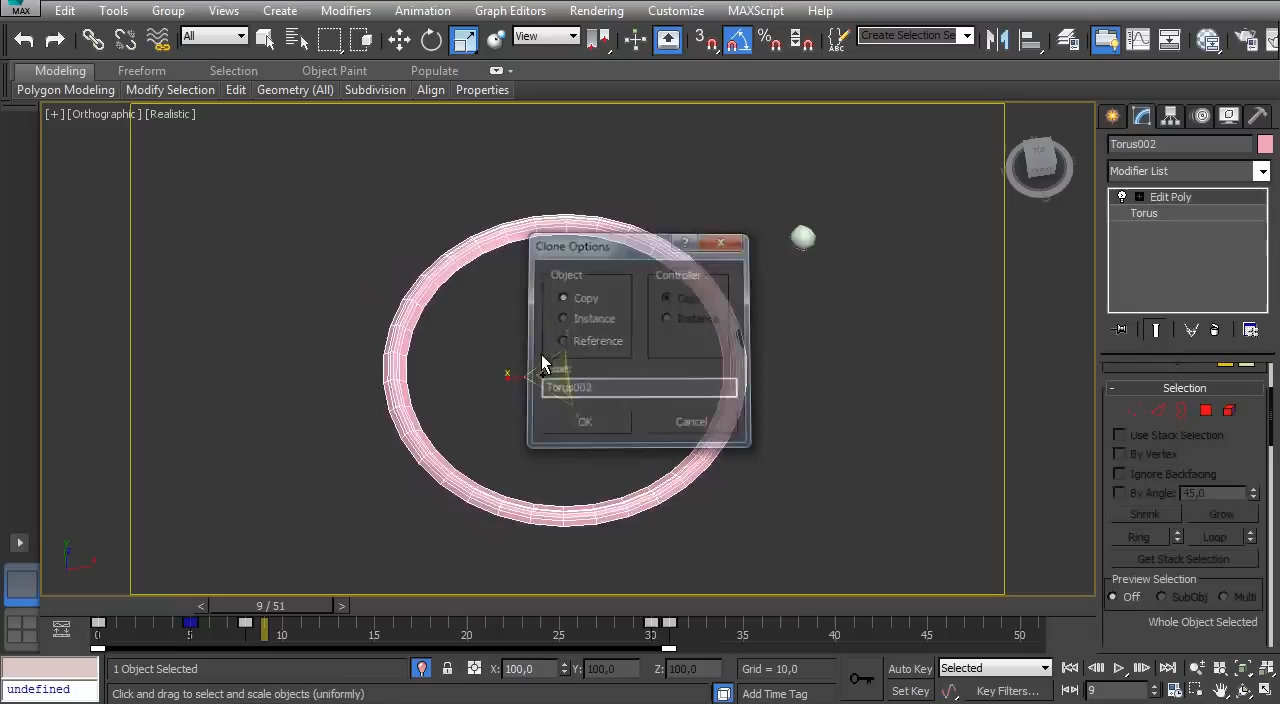 MAX Edit Tools Group Views Create Modifiers Animation Graph Editors Rendering Customize MAXScript Help
All View 3 % ABC Create Selection Se
Modeling Freeform Selection Object Paint Populate
Polygon Modeling Modify Selection Edit Geometry (All) Subdivision Align Properties
[+] [Orthographic] [Realistic]
TOP
Torus002
Modifier List
Edit Poly
Torus
Clone Options
Object Controller
Copy
Instance
Reference
Torus002
OK Cancel
x
Selection
Use Stack Selection
By Vertex
Ignore Backfacing
By Angle: 45,0
Shrink Grow
Ring Loop
Get Stack Selection
Preview Selection
Off SubObj Multi
Whole Object Selected
< 9 / 51 >
0 5 10 15 20 25 30 35 40 45 50
1 Object Selected X: 100,0 Y: 100,0 Z: 100,0 Grid = 10,0 Auto Key Selected
undefined Click and drag to select and scale objects (uniformly) Add Time Tag Set Key Key Filters... 9